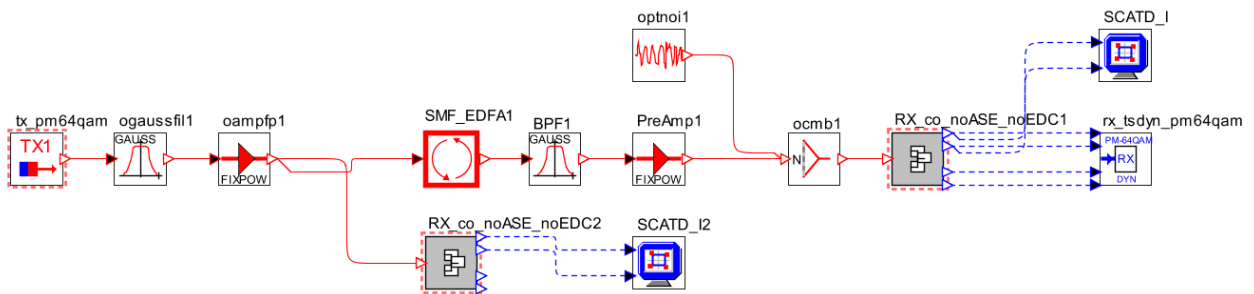 optnoi1
SCATD_I
tx_pm64qam
ogaussfil1
oampfp1
SMF_EDFA1
BPF1
PreAmp1
ocmb1
RX_co_noASE_noEDC1
rx_tsdyn_pm64qam
TX1
GAUSS
FIXPOW
GAUSS
FIXPOW
N
PM-64QAM
RX
DYN
RX_co_noASE_noEDC2
SCATD_I2